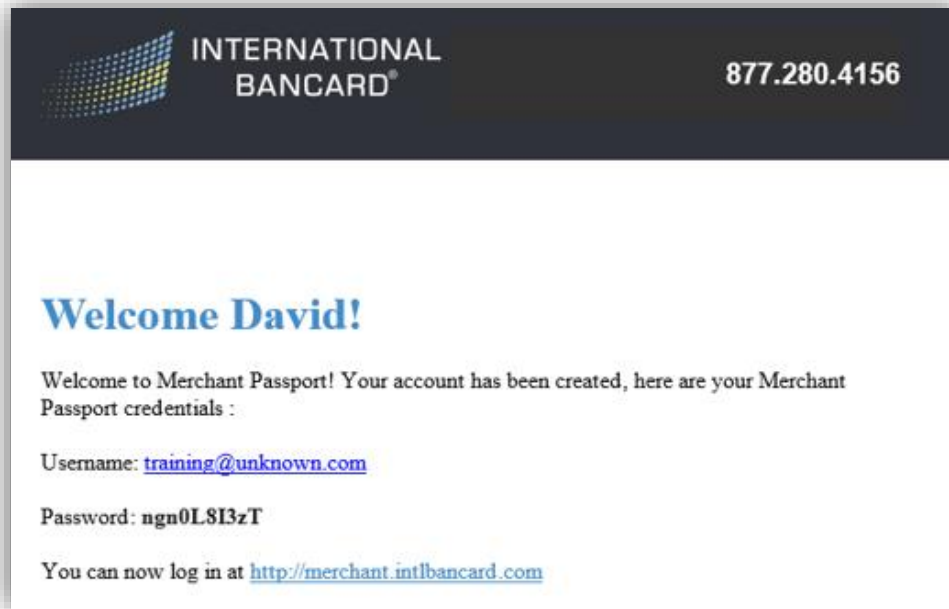 INTERNATIONAL
BANCARD®
877.280.4156
Welcome David!
Welcome to Merchant Passport! Your account has been created, here are your Merchant
Passport credentials :
Username: training@unknown.com
Password: ngn0L8I3zT
You can now log in at http://merchant.intlbancard.com